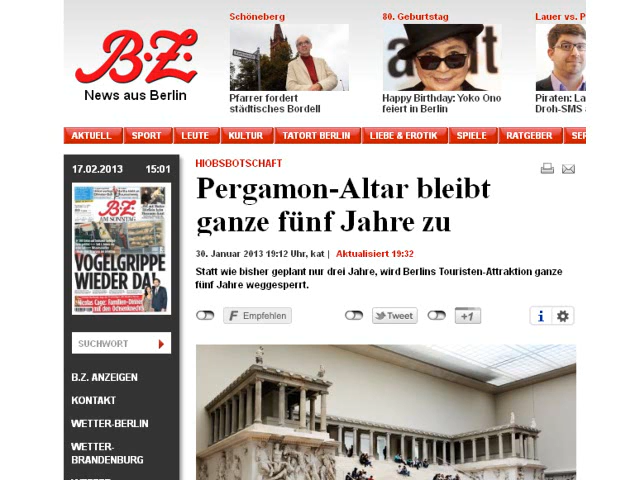 Schöneberg
80. Geburtstag
Lauer vs. P
B.Z.
News aus Berlin
Pfarrer fordert
städtisches Bordell
Happy Birthday: Yoko Ono
feiert in Berlin
Piraten: La
Droh-SMS a
AKTUELL
SPORT
LEUTE
KULTUR
TATORT BERLIN
LIEBE & EROTIK
SPIELE
RATGEBER
SER
17.02.2013 15:01
B.Z.
AM SONNTAG
VOGELGRIPPE
WIEDER DA!
SUCHWORT
B.Z. ANZEIGEN
KONTAKT
WETTER-BERLIN
WETTER-
BRANDENBURG
HIOBSBOTSCHAFT
Pergamon-Altar bleibt
ganze fünf Jahre zu
30. Januar 2013 19:12 Uhr, kat | Aktualisiert 19:32
Statt wie bisher geplant nur drei Jahre, wird Berlins Touristen-Attraktion ganze
fünf Jahre weggesperrt.
Empfehlen
Tweet
+1
i